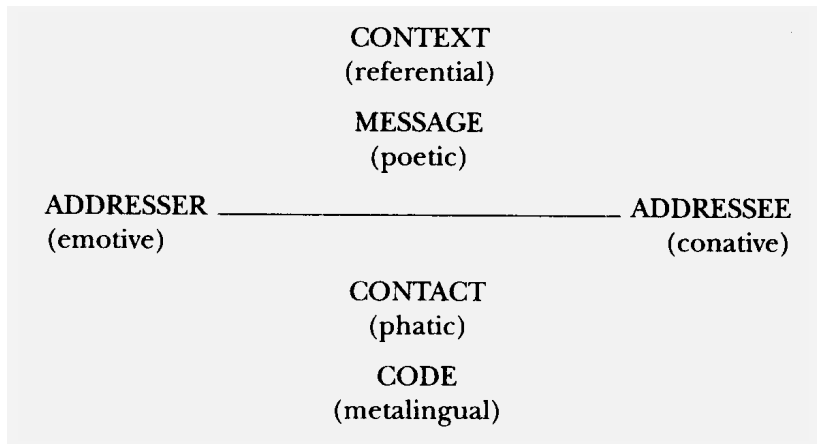 CONTEXT
(referential)
MESSAGE
(poetic)
ADDRESSER ADDRESSEE
(emotive) (conative)
CONTACT
(phatic)
CODE
(metalingual)